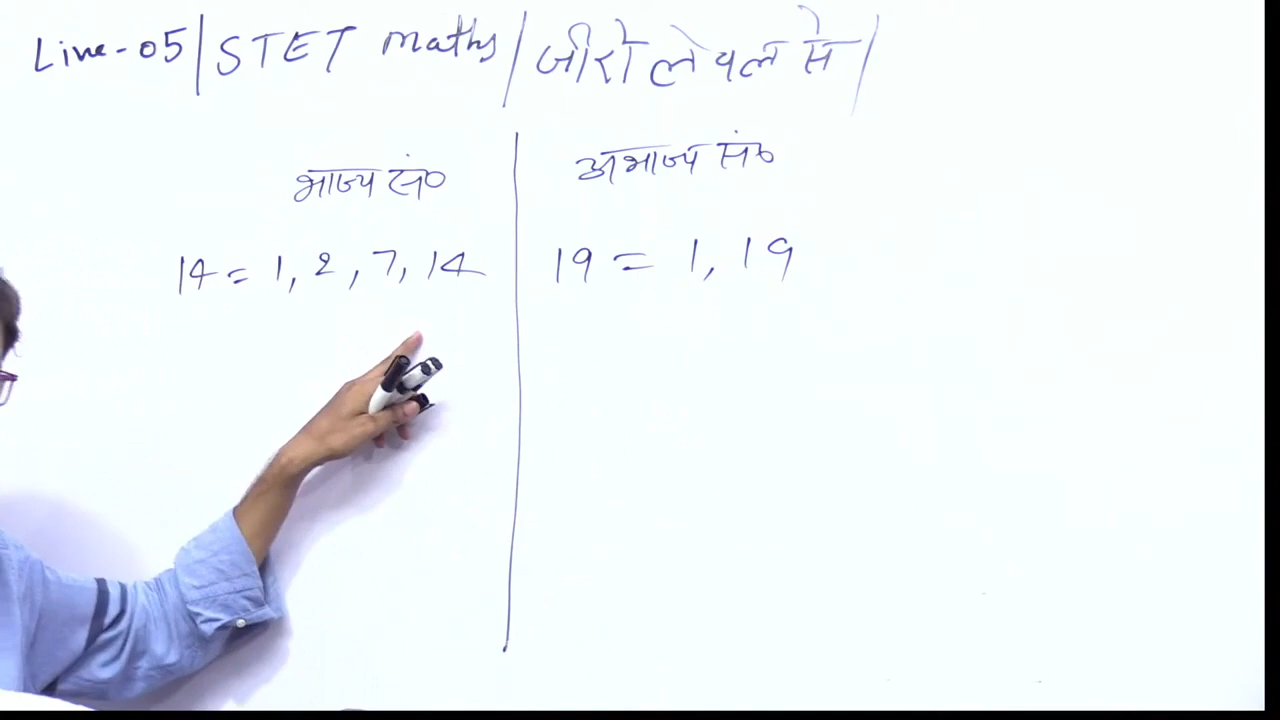 Live-05/STET maths/जीरो लेवल से/
भाज्य सं०
अभाज्य सं०
14 = 1, 2, 7, 14
19 = 1, 19